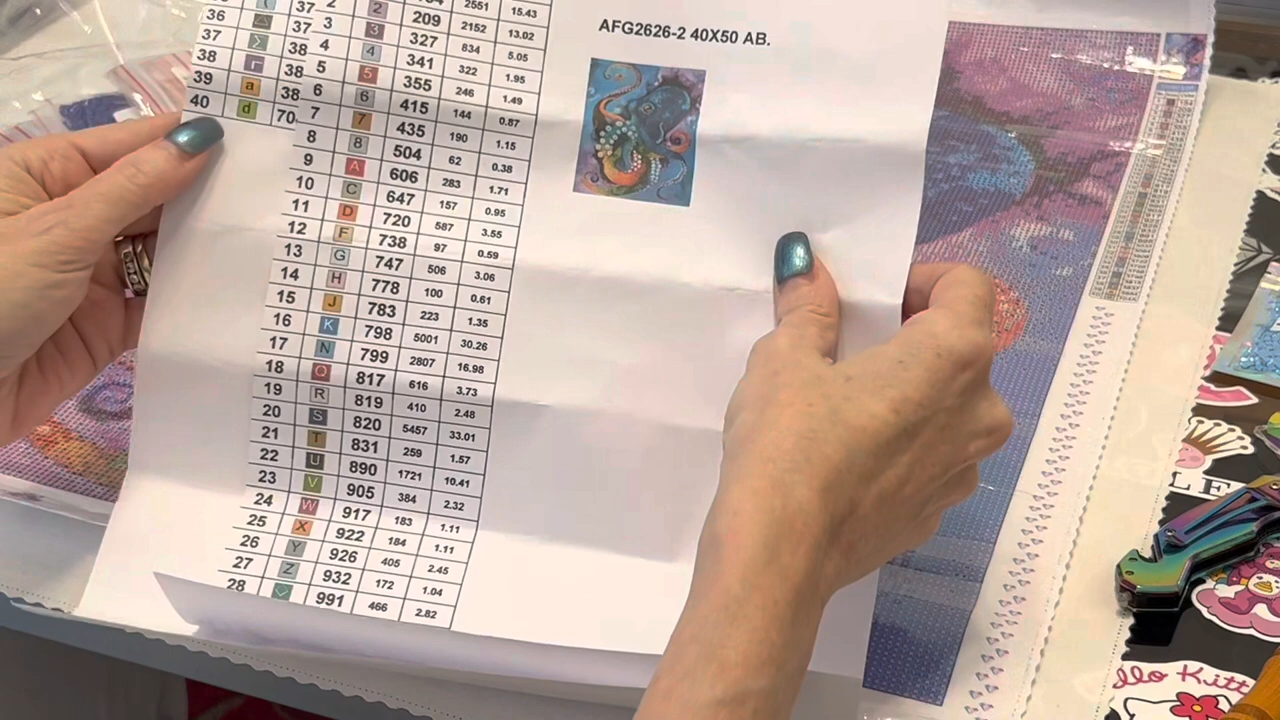 AFG2626-2 40X50 AB.
36 37
37 38
38 r 38
39 a 38
40 d 70
2551 15.43
2 2 209 2152 13.02
3 3 327 834 5.05
4 4 341 322 1.95
5 5 355 246 1.49
6 6 415 144 0.87
7 7 435 190 1.15
8 8 504 62 0.38
9 A 606 283 1.71
10 C 647 157 0.95
11 D 720 587 3.55
12 F 738 97 0.59
13 G 747 506 3.06
14 H 778 100 0.61
15 J 783 223 1.35
16 K 798 5001 30.26
17 N 799 2807 16.98
18 Q 817 616 3.73
19 R 819 410 2.48
20 S 820 5457 33.01
21 T 831 259 1.57
22 U 890 1721 10.41
23 V 905 384 2.32
24 W 917 183 1.11
25 X 922 184 1.11
26 Y 926 405 2.45
27 Z 932 172 1.04
28 991 466 2.82
LE
llo Kitt